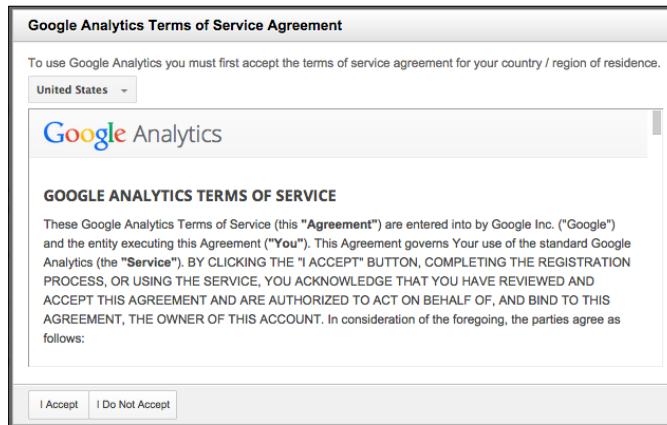 Google Analytics Terms of Service Agreement
To use Google Analytics you must first accept the terms of service agreement for your country / region of residence.
United States
Google Analytics
GOOGLE ANALYTICS TERMS OF SERVICE
These Google Analytics Terms of Service (this "Agreement") are entered into by Google Inc. ("Google")
and the entity executing this Agreement ("You"). This Agreement governs Your use of the standard Google
Analytics (the "Service"). BY CLICKING THE "I ACCEPT" BUTTON, COMPLETING THE REGISTRATION
PROCESS, OR USING THE SERVICE, YOU ACKNOWLEDGE THAT YOU HAVE REVIEWED AND
ACCEPT THIS AGREEMENT AND ARE AUTHORIZED TO ACT ON BEHALF OF, AND BIND TO THIS
AGREEMENT, THE OWNER OF THIS ACCOUNT. In consideration of the foregoing, the parties agree as
follows:
I Accept I Do Not Accept